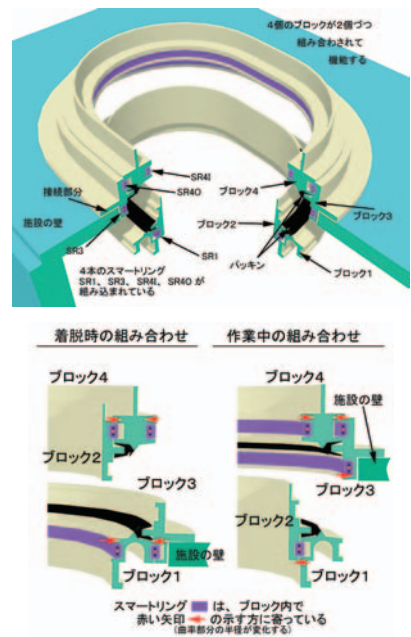 4個のブロックが2個づつ
組み合わされて
機能する
SR4I
SR4O
ブロック4
接続部分
ブロック2
ブロック3
施設の壁
SR3
SR1
パッキン
ブロック1
4本のスマートリング
SR1、SR3、SR4I、SR4O が
組み込まれている
着脱時の組み合わせ
作業中の組み合わせ
ブロック4
ブロック4
施設の壁
ブロック2
ブロック3
ブロック3
ブロック2
施設の壁
ブロック1
ブロック1
スマートリング は、ブロック内で
赤い矢印 の示す方に寄っている
(曲率部分の半径が変化する)